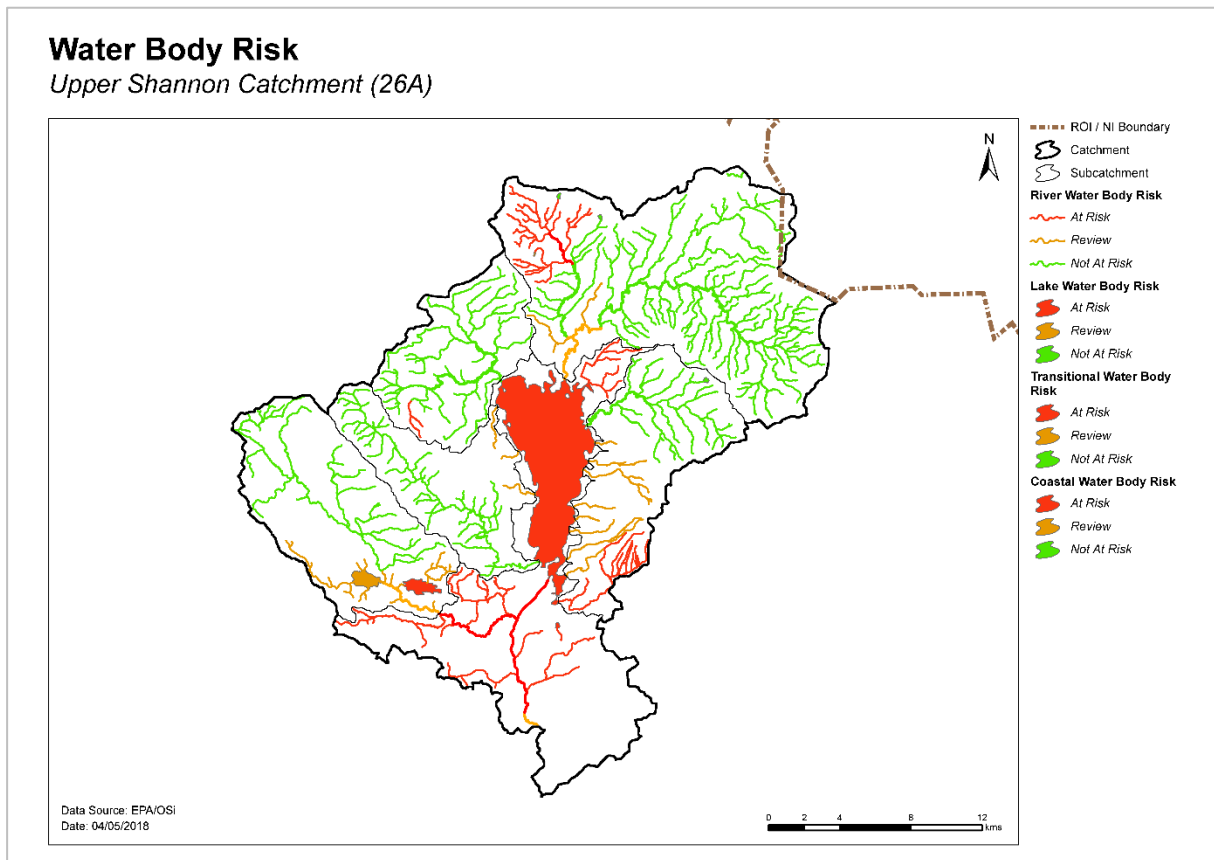 Water Body Risk
Upper Shannon Catchment (26A)
N
ROI / NI Boundary
Catchment
Subcatchment
River Water Body Risk
At Risk
Review
Not At Risk
Lake Water Body Risk
At Risk
Review
Not At Risk
Transitional Water Body
Risk
At Risk
Review
Not At Risk
Coastal Water Body Risk
At Risk
Review
Not At Risk
Data Source: EPA/OSi
Date: 04/05/2018
0 2 4 8 12
kms